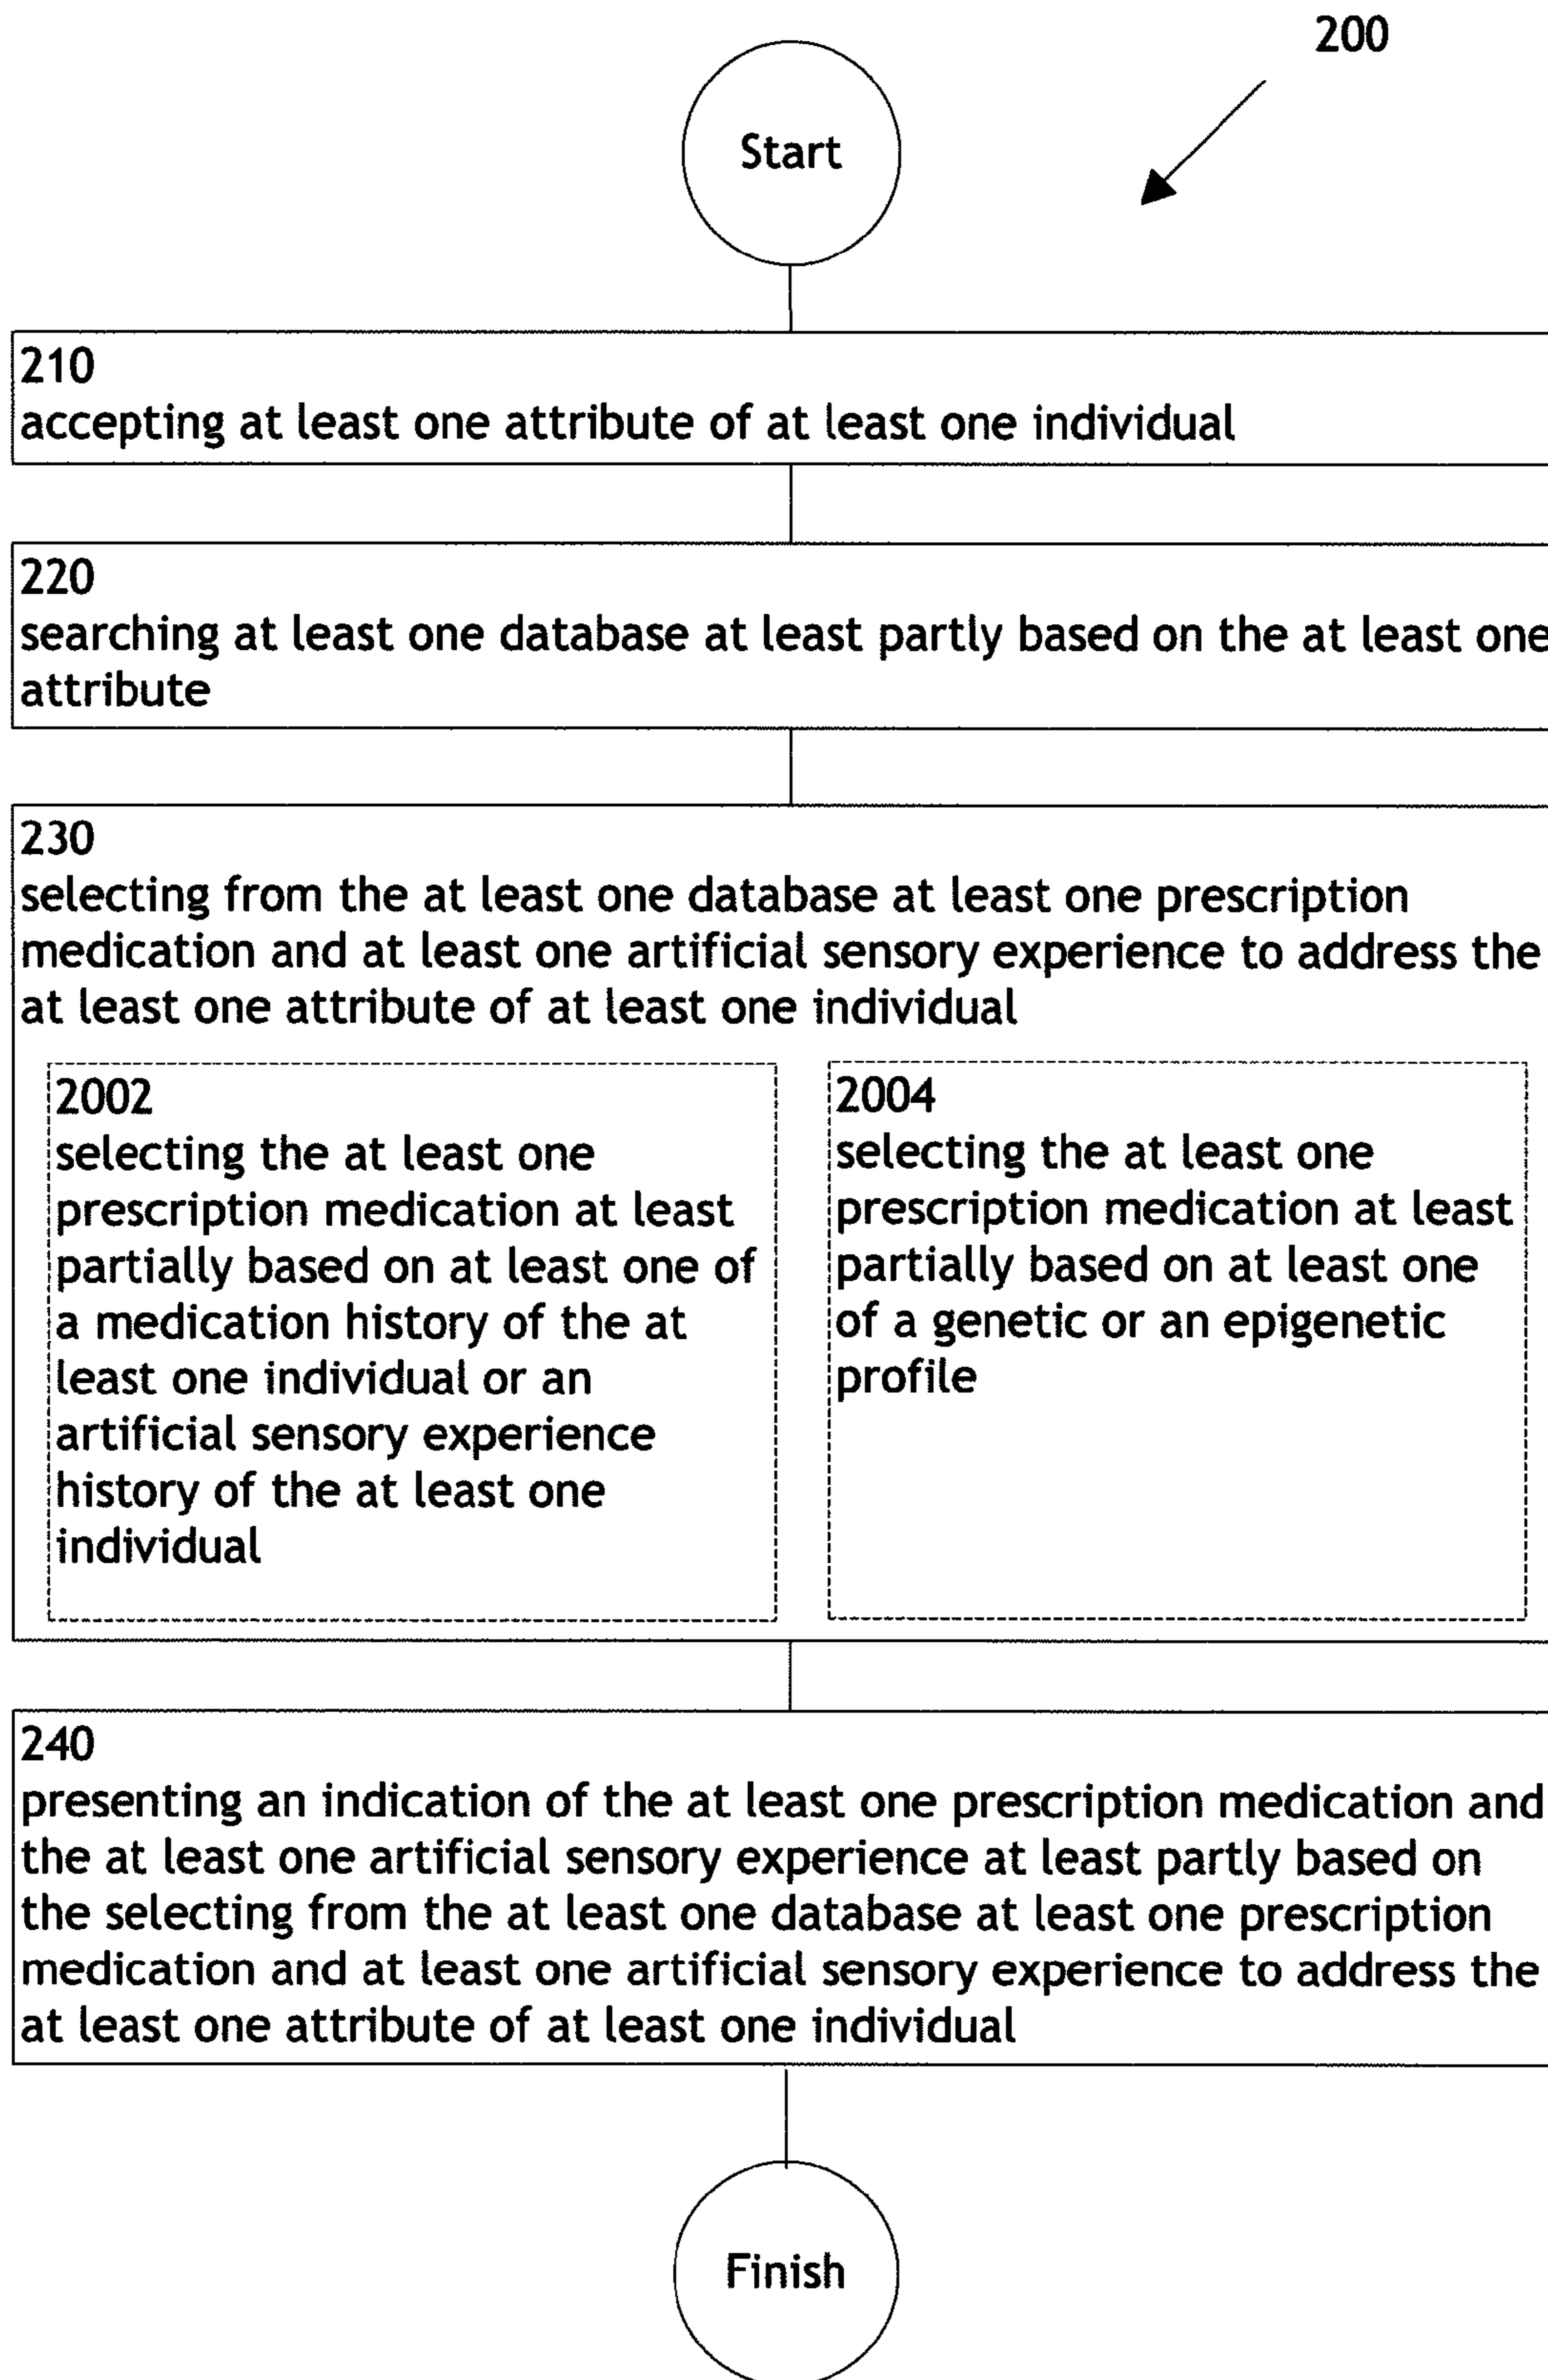 200
Start
210
accepting at least one attribute of at least one individual
220
searching at least one database at least partly based on the at least one
attribute
230
selecting from the at least one database at least one prescription
medication and at least one artificial sensory experience to address the
at least one attribute of at least one individual
2002
selecting the at least one
prescription medication at least
partially based on at least one of
a medication history of the at
least one individual or an
artificial sensory experience
history of the at least one
individual
2004
selecting the at least one
prescription medication at least
partially based on at least one
of a genetic or an epigenetic
profile
240
presenting an indication of the at least one prescription medication and
the at least one artificial sensory experience at least partly based on
the selecting from the at least one database at least one prescription
medication and at least one artificial sensory experience to address the
at least one attribute of at least one individual
Finish